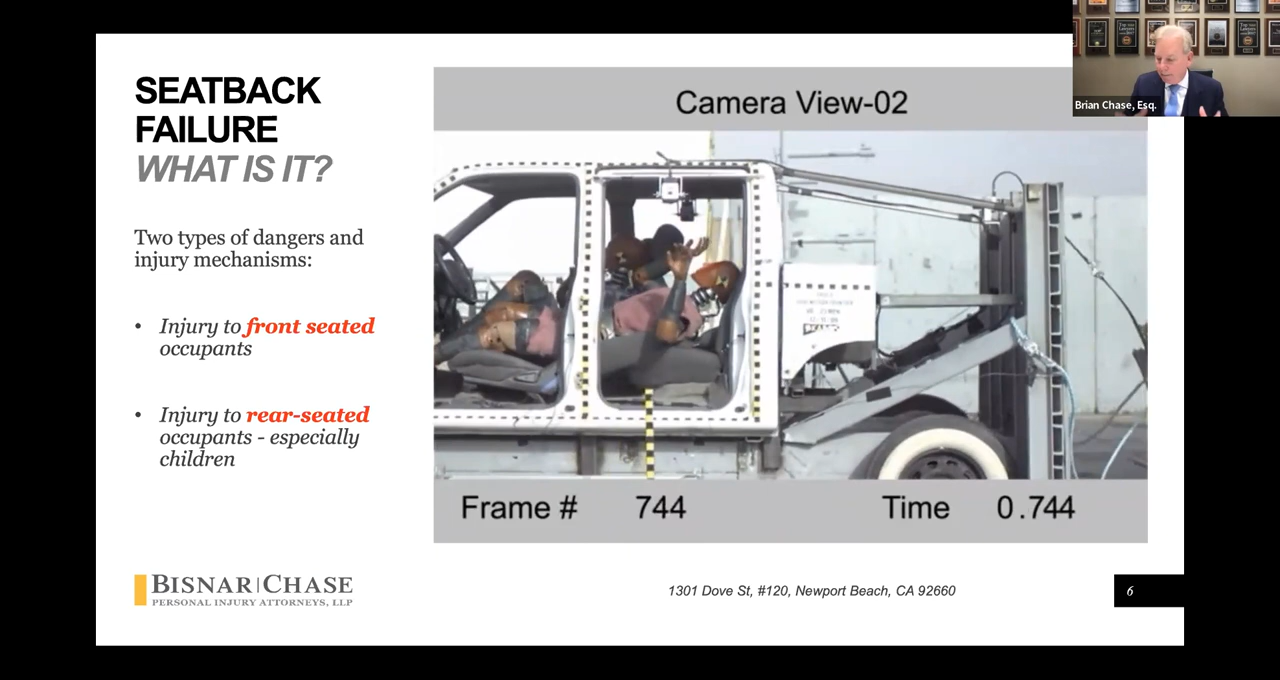 SEATBACK
FAILURE
WHAT IS IT?
Two types of dangers and
injury mechanisms:
• Injury to front seated
occupants
• Injury to rear-seated
occupants - especially
children
Camera View-02
Frame # 744 Time 0.744
BISNAR|CHASE
PERSONAL INJURY ATTORNEYS, LLP
1301 Dove St, #120, Newport Beach, CA 92660
6
Brian Chase, Esq.